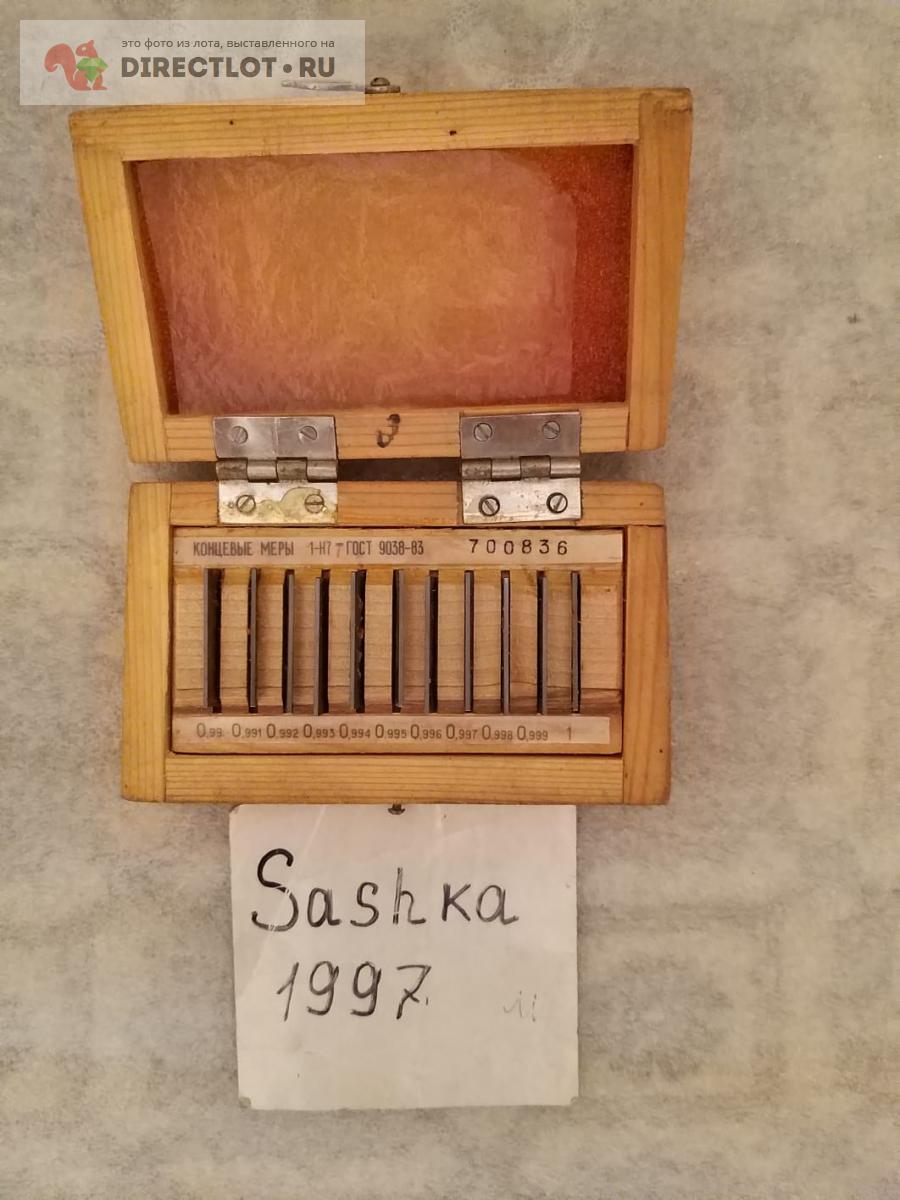 это фото из лота, выставленного на
DIRECTLOT•RU
КОНЦЕВЫЕ МЕРЫ 1-Н7-ГОСТ 9038-83 700836
0,99 0,991 0,992 0,993 0,994 0,995 0,996 0,997 0,998 0,999 1
Sashka
1997